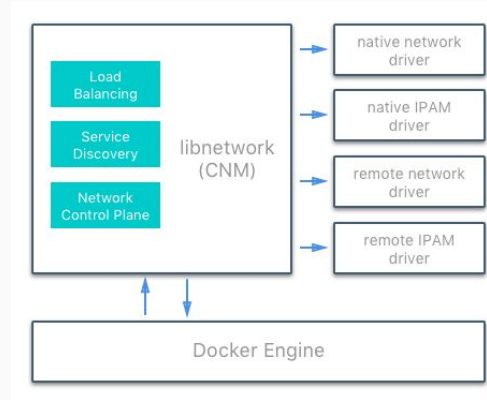 Load
Balancing
Service
Discovery
Network
Control Plane
libnetwork
(CNM)
native network
driver
native IPAM
driver
remote network
driver
remote IPAM
driver
Docker Engine